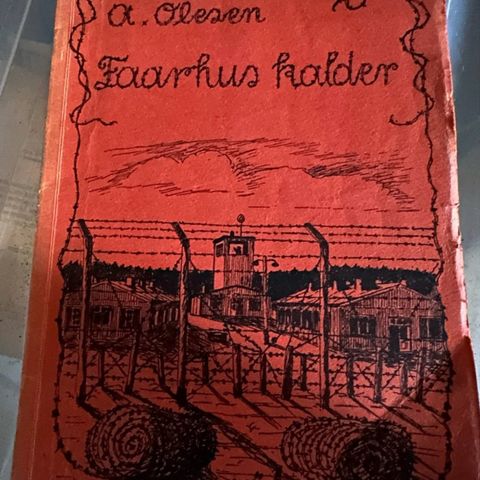 A. Olesen
Faarhus kalder